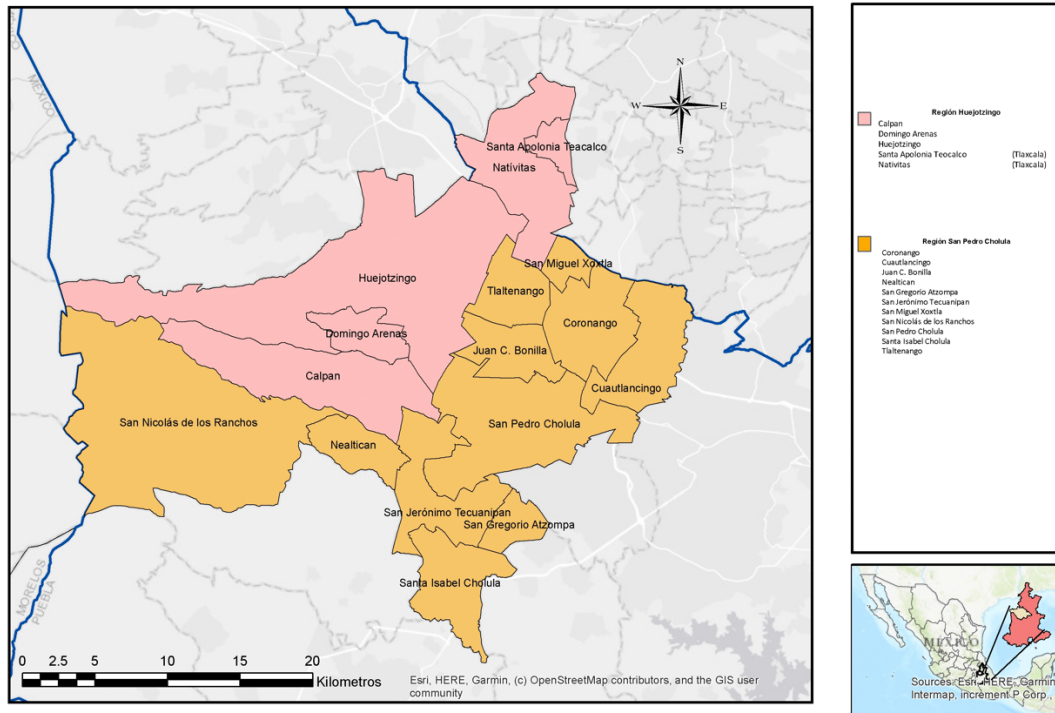 MEXICO
N
W
E
S
Santa Apolonia Teacalco
Nativitas
San Miguel Xoxtla
Huejotzingo
Tlaltenango
Coronango
Domingo Arenas
Juan C. Bonilla
Calpan
Cuautlancingo
San Nicolás de los Ranchos
San Pedro Cholula
Nealtican
San Jerónimo Tecuanipan
San Gregorio Atzompa
Santa Isabel Cholula
MORELOS
PUEBLA
0 2.5 5 10 15 20
Kilometros
Esri, HERE, Garmin, (c) OpenStreetMap contributors, and the GIS user
community
Región Huejotzingo
Calpan
Domingo Arenas
Huejotzingo
Santa Apolonia Teocalco (Tlaxcala)
Nativitas (Tlaxcala)
Región San Pedro Cholula
Coronango
Cuautlancingo
Juan C. Bonilla
Nealtican
San Gregorio Atzompa
San Jerónimo Tecuanipan
San Miguel Xoxtla
San Nicolás de los Ranchos
San Pedro Cholula
Santa Isabel Cholula
Tlaltenango
MEXICO
Sources: Esri, HERE, Garmin,
Intermap, increment P Corp.,